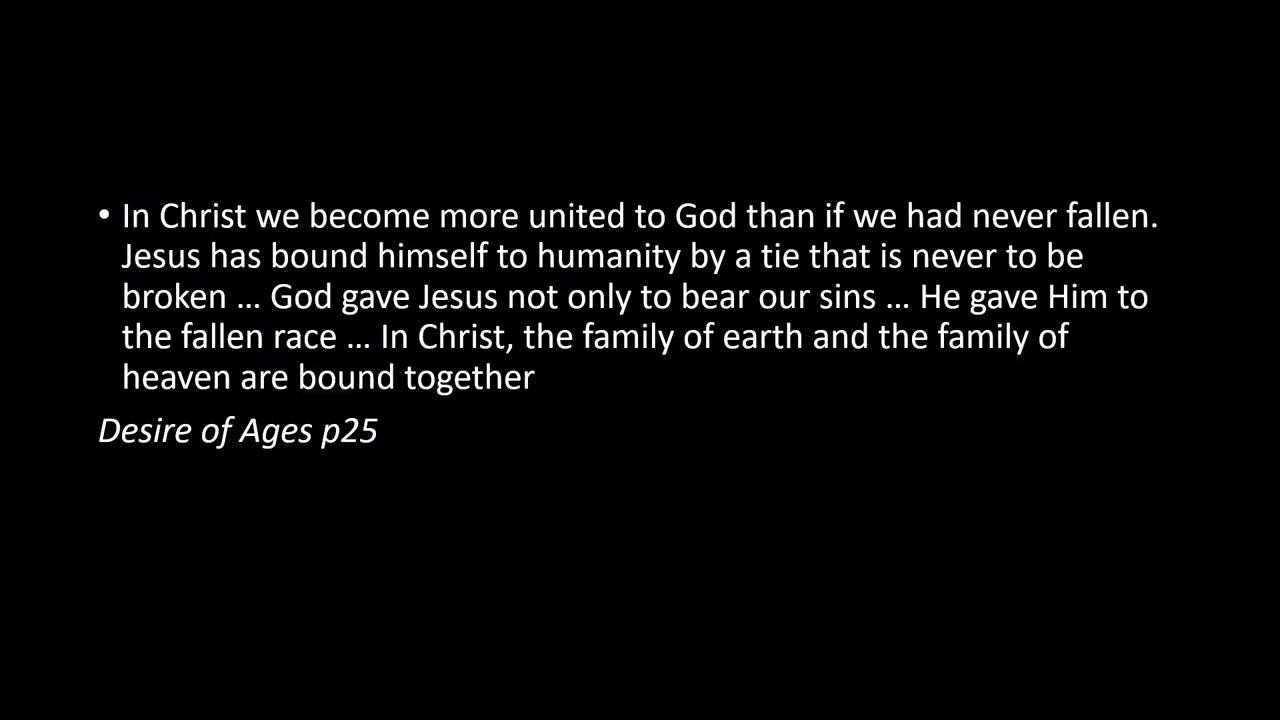 • In Christ we become more united to God than if we had never fallen.
Jesus has bound himself to humanity by a tie that is never to be
broken … God gave Jesus not only to bear our sins … He gave Him to
the fallen race … In Christ, the family of earth and the family of
heaven are bound together
Desire of Ages p25